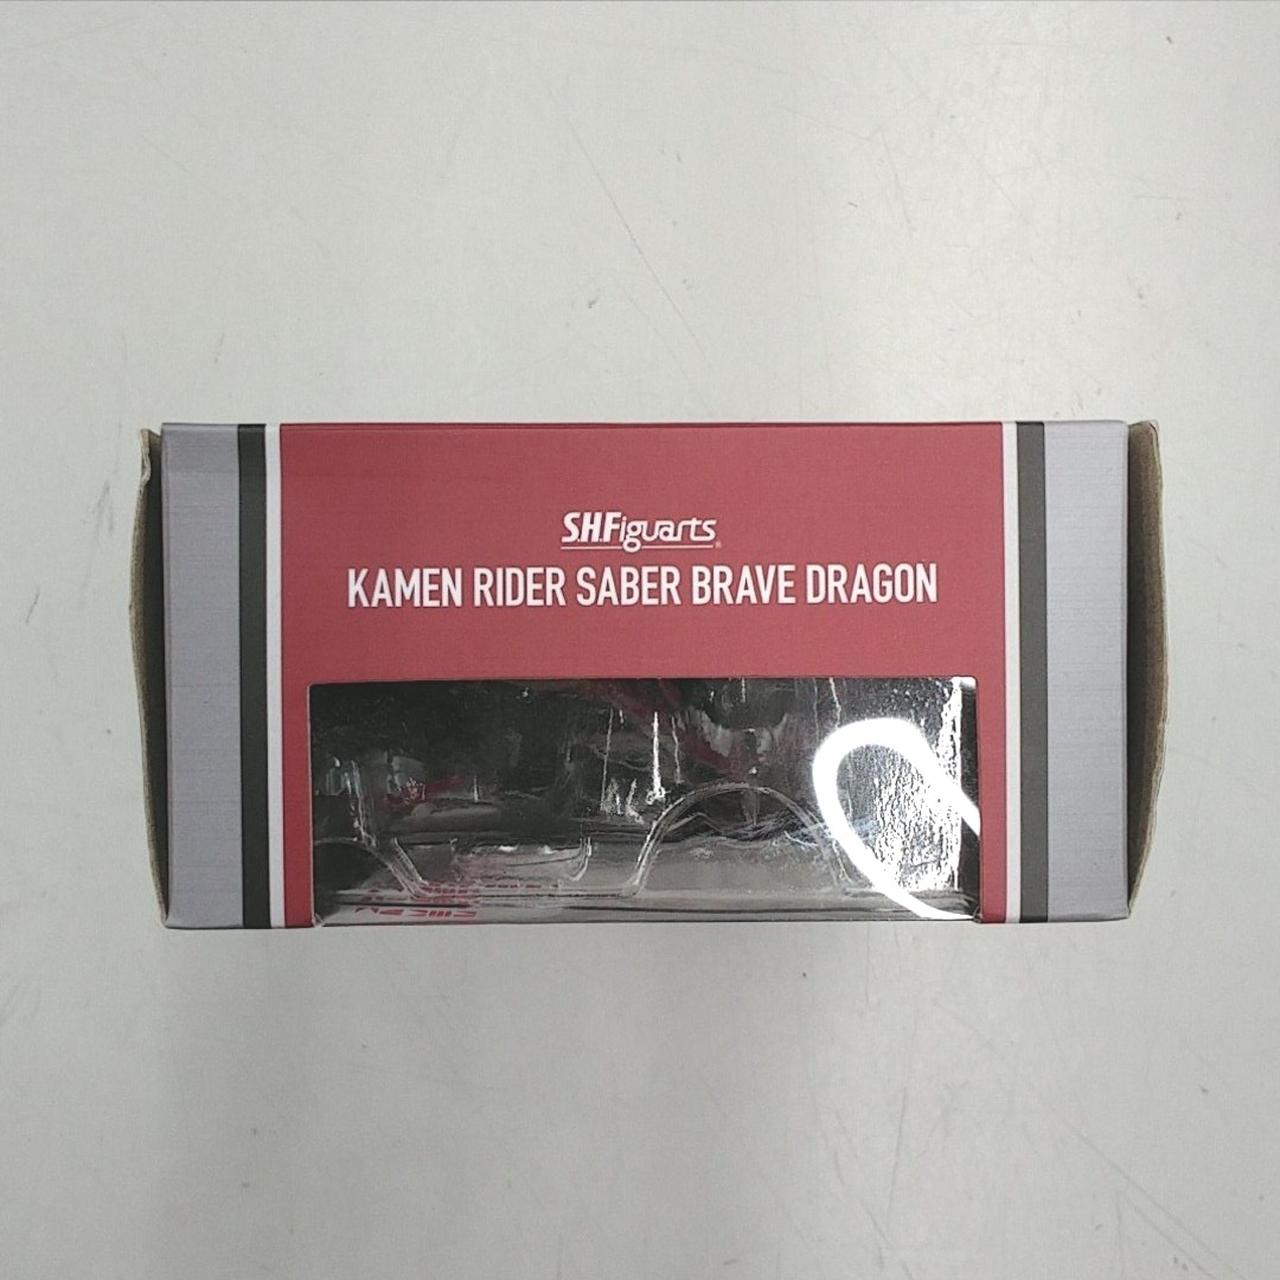 S.H.Figuarts
KAMEN RIDER SABER BRAVE DRAGON